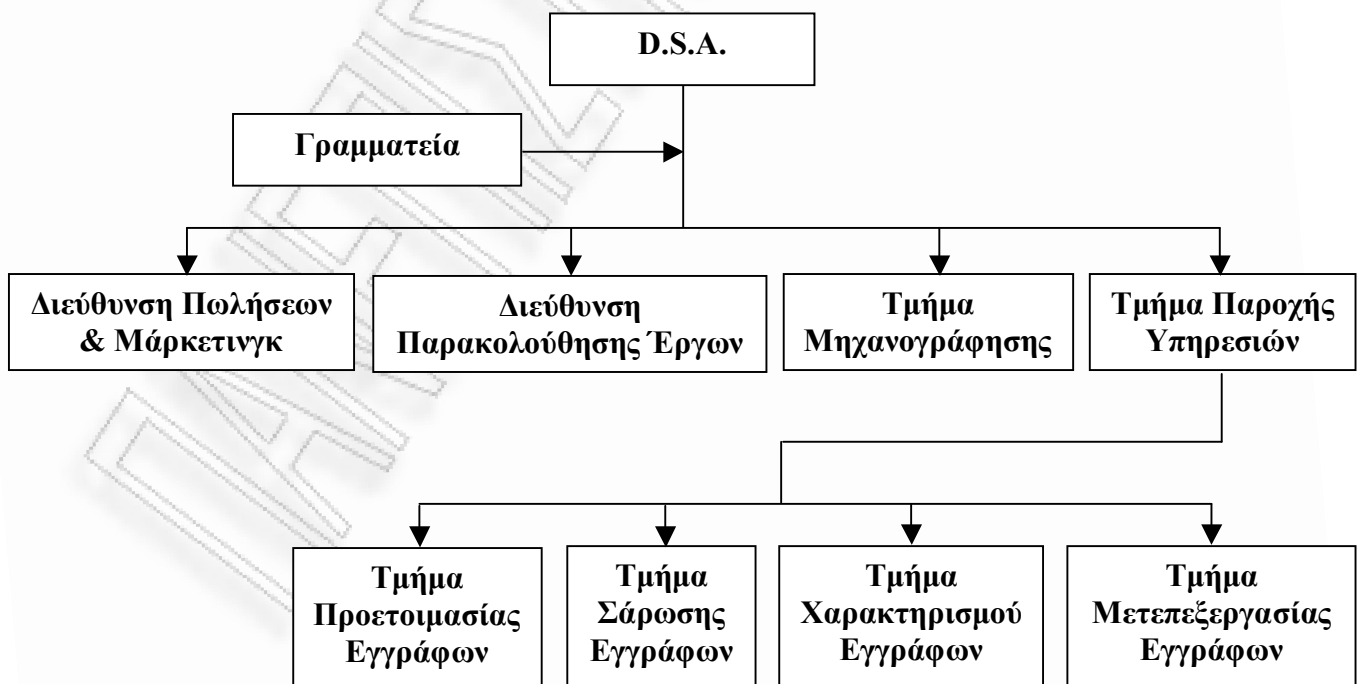 D.S.A.
Γραμματεία
Διεύθυνση Πωλήσεων
& Μάρκετινγκ
Διεύθυνση
Παρακολούθησης Έργων
Τμήμα
Μηχανογράφησης
Τμήμα Παροχής
Υπηρεσιών
Τμήμα
Προετοιμασίας
Εγγράφων
Τμήμα
Σάρωσης
Εγγράφων
Τμήμα
Χαρακτηρισμού
Εγγράφων
Τμήμα
Μετεπεξεργασίας
Εγγράφων